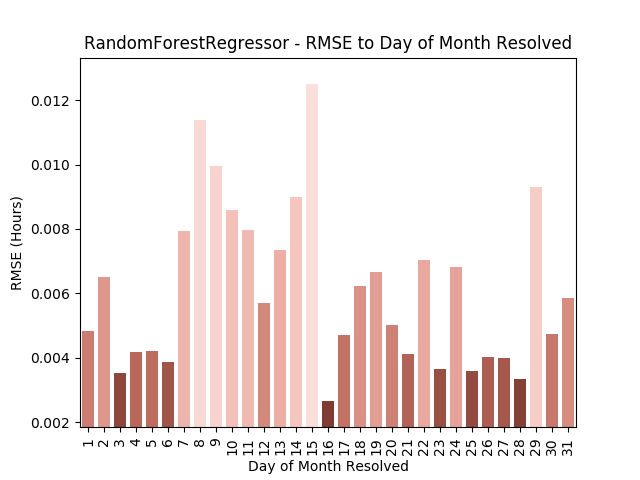 RandomForestRegressor - RMSE to Day of Month Resolved
0.012
0.010
0.008
0.006
0.004
0.002
RMSE (Hours)
1 2 3 4 5 6 7 8 9 10 11 12 13 14 15 16 17 18 19 20 21 22 23 24 25 26 27 28 29 30 31
Day of Month Resolved